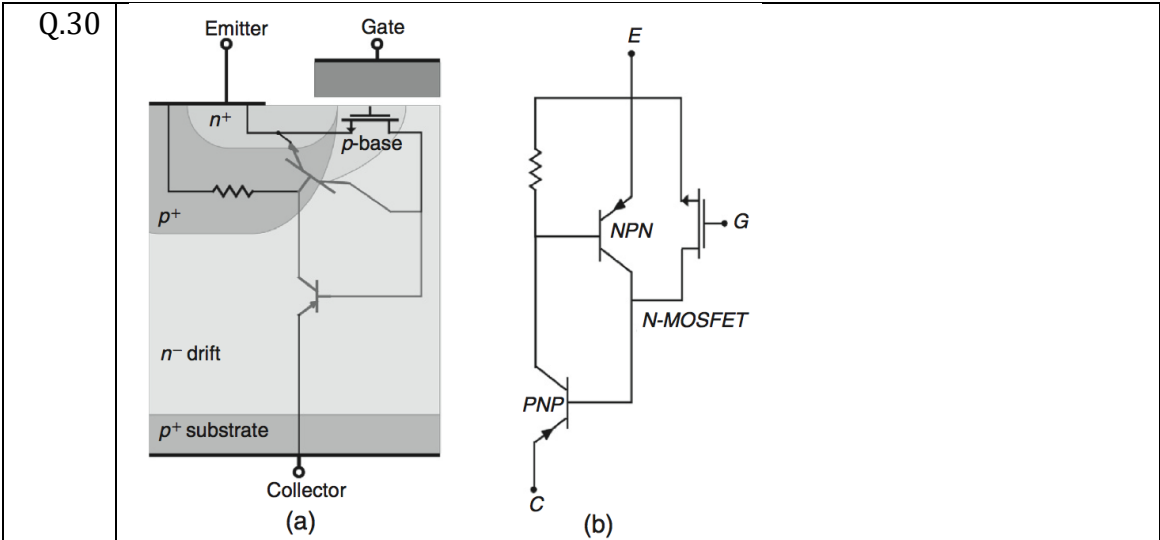 Q.30
Emitter
Gate
n+
p-base
p+
n− drift
p+ substrate
Collector
(a)
E
NPN
G
N-MOSFET
PNP
C
(b)